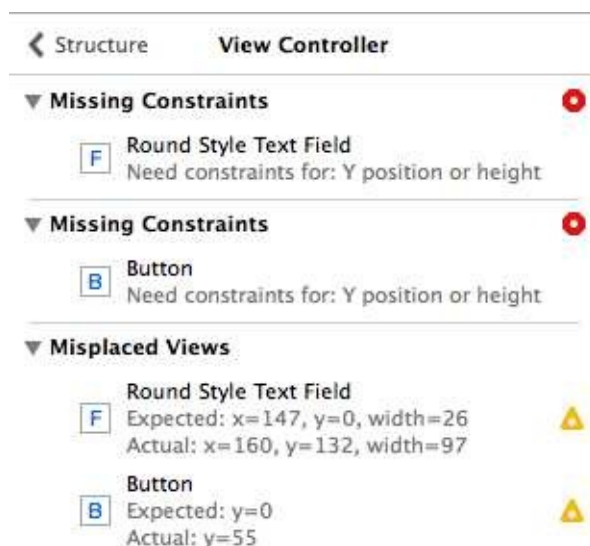 Structure View Controller
Missing Constraints
F Round Style Text Field
Need constraints for: Y position or height
Missing Constraints
B Button
Need constraints for: Y position or height
Misplaced Views
Round Style Text Field
F Expected: x=147, y=0, width=26
Actual: x=160, y=132, width=97
Button
B Expected: y=0
Actual: y=55